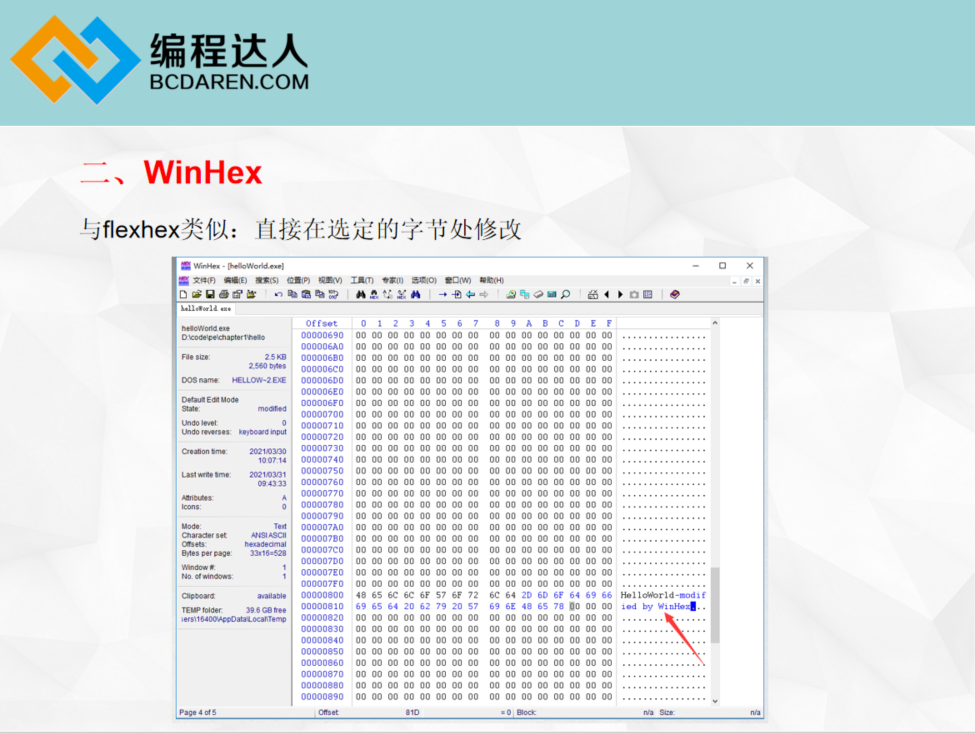 编程达人
BCDAREN.COM
二、WinHex
与flexhex类似：直接在选定的字节处修改
WinHex - [helloWorld.exe]
文件(F) 编辑(E) 搜索(S) 位置(P) 视图(V) 工具(T) 专家(I) 选项(O) 窗口(W) 帮助(H)
helloWorld.exe
helloWorld.exe
D:\code\pe\chapter1\hello
File size: 2.5 KB
2,560 bytes
DOS name: HELLOW~2.EXE
Default Edit Mode
State: modified
Undo level: 0
Undo reverses: keyboard input
Creation time: 2021/03/30
10:07:14
Last write time: 2021/03/31
09:43:33
Attributes: A
Icons: 0
Mode: Text
Character set: ANSI ASCII
Offsets: hexadecimal
Bytes per page: 33x16=528
Window #: 1
No. of windows: 1
Clipboard: available
TEMP folder: 39.6 GB free
ers\16400\AppData\Local\Temp
Offset 0 1 2 3 4 5 6 7 8 9 A B C D E F
00000690 00 00 00 00 00 00 00 00 00 00 00 00 00 00 00 00 ................
000006A0 00 00 00 00 00 00 00 00 00 00 00 00 00 00 00 00 ................
000006B0 00 00 00 00 00 00 00 00 00 00 00 00 00 00 00 00 ................
000006C0 00 00 00 00 00 00 00 00 00 00 00 00 00 00 00 00 ................
000006D0 00 00 00 00 00 00 00 00 00 00 00 00 00 00 00 00 ................
000006E0 00 00 00 00 00 00 00 00 00 00 00 00 00 00 00 00 ................
000006F0 00 00 00 00 00 00 00 00 00 00 00 00 00 00 00 00 ................
00000700 00 00 00 00 00 00 00 00 00 00 00 00 00 00 00 00 ................
00000710 00 00 00 00 00 00 00 00 00 00 00 00 00 00 00 00 ................
00000720 00 00 00 00 00 00 00 00 00 00 00 00 00 00 00 00 ................
00000730 00 00 00 00 00 00 00 00 00 00 00 00 00 00 00 00 ................
00000740 00 00 00 00 00 00 00 00 00 00 00 00 00 00 00 00 ................
00000750 00 00 00 00 00 00 00 00 00 00 00 00 00 00 00 00 ................
00000760 00 00 00 00 00 00 00 00 00 00 00 00 00 00 00 00 ................
00000770 00 00 00 00 00 00 00 00 00 00 00 00 00 00 00 00 ................
00000780 00 00 00 00 00 00 00 00 00 00 00 00 00 00 00 00 ................
00000790 00 00 00 00 00 00 00 00 00 00 00 00 00 00 00 00 ................
000007A0 00 00 00 00 00 00 00 00 00 00 00 00 00 00 00 00 ................
000007B0 00 00 00 00 00 00 00 00 00 00 00 00 00 00 00 00 ................
000007C0 00 00 00 00 00 00 00 00 00 00 00 00 00 00 00 00 ................
000007D0 00 00 00 00 00 00 00 00 00 00 00 00 00 00 00 00 ................
000007E0 00 00 00 00 00 00 00 00 00 00 00 00 00 00 00 00 ................
000007F0 00 00 00 00 00 00 00 00 00 00 00 00 00 00 00 00 ................
00000800 48 65 6C 6C 6F 57 6F 72 6C 64 2D 6D 6F 64 69 66 HelloWorld-modif
00000810 69 65 64 20 62 79 20 57 69 6E 48 65 78 00 00 00 ied by WinHex...
00000820 00 00 00 00 00 00 00 00 00 00 00 00 00 00 00 00 ................
00000830 00 00 00 00 00 00 00 00 00 00 00 00 00 00 00 00 ................
00000840 00 00 00 00 00 00 00 00 00 00 00 00 00 00 00 00 ................
00000850 00 00 00 00 00 00 00 00 00 00 00 00 00 00 00 00 ................
00000860 00 00 00 00 00 00 00 00 00 00 00 00 00 00 00 00 ................
00000870 00 00 00 00 00 00 00 00 00 00 00 00 00 00 00 00 ................
00000880 00 00 00 00 00 00 00 00 00 00 00 00 00 00 00 00 ................
00000890 00 00 00 00 00 00 00 00 00 00 00 00 00 00 00 00 ................
Page 4 of 5 Offset: 81D = 0 Block: n/a Size: n/a